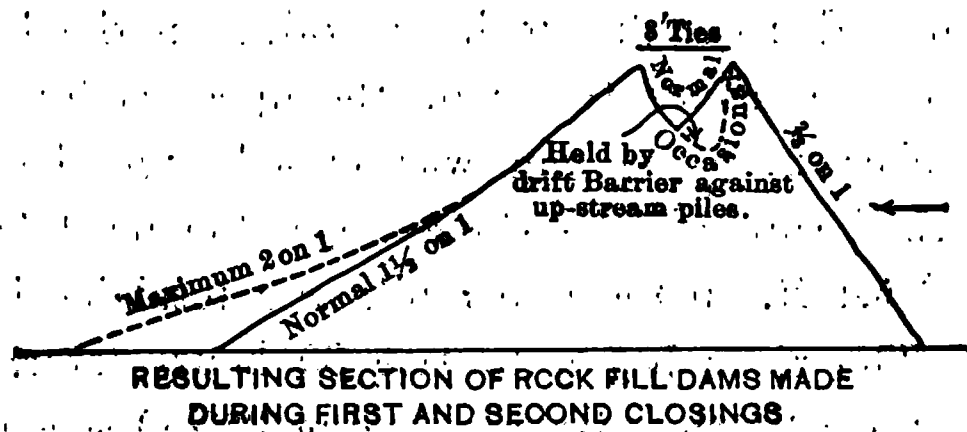 8' Ties
Normal
Occasional
Held by
drift Barrier against
up-stream piles.
⅔ on 1
Maximum 2 on 1
Normal 1½ on 1
RESULTING SECTION OF ROCK FILL DAMS MADE
DURING FIRST AND SECOND CLOSINGS.